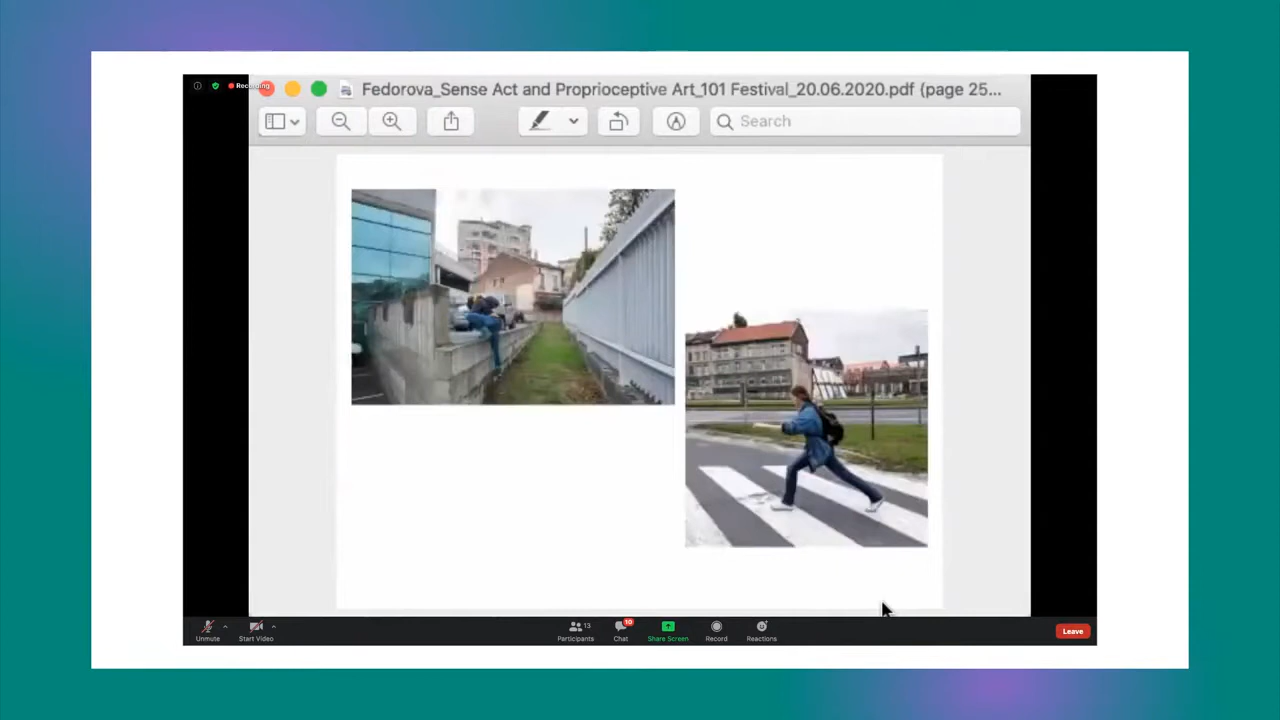 Recording
Fedorova_Sense Act and Proprioceptive Art_101 Festival_20.06.2020.pdf (page 25...
Search
Unmute
Start Video
13
Participants
10
Chat
Share Screen
Record
Reactions
Leave